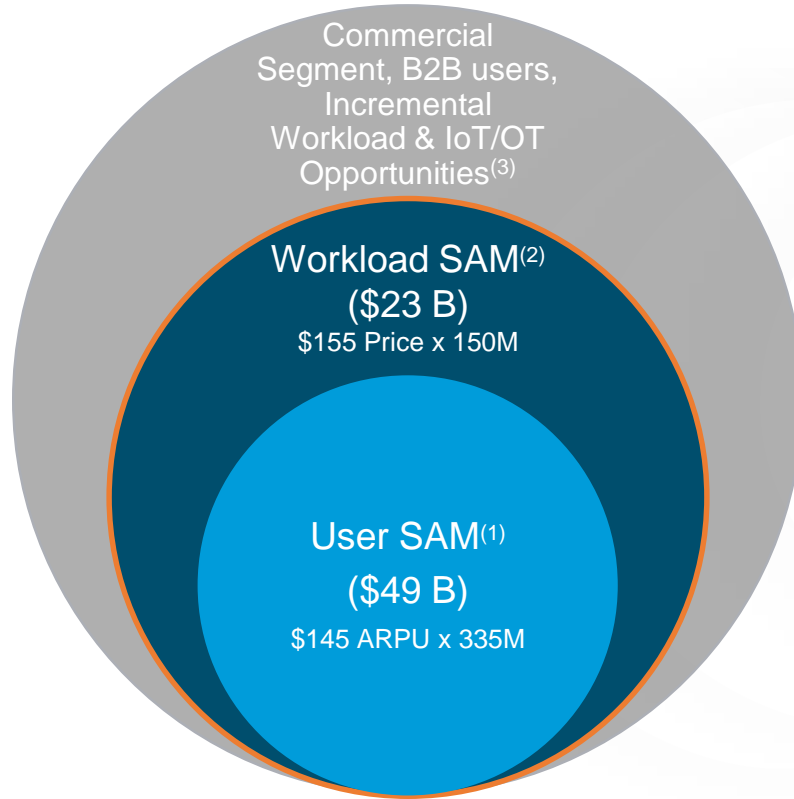 Commercial
Segment, B2B users,
Incremental
Workload & IoT/OT
Opportunities(3)
Workload SAM(2)
($23 B)
$155 Price x 150M
User SAM(1)
($49 B)
$145 ARPU x 335M